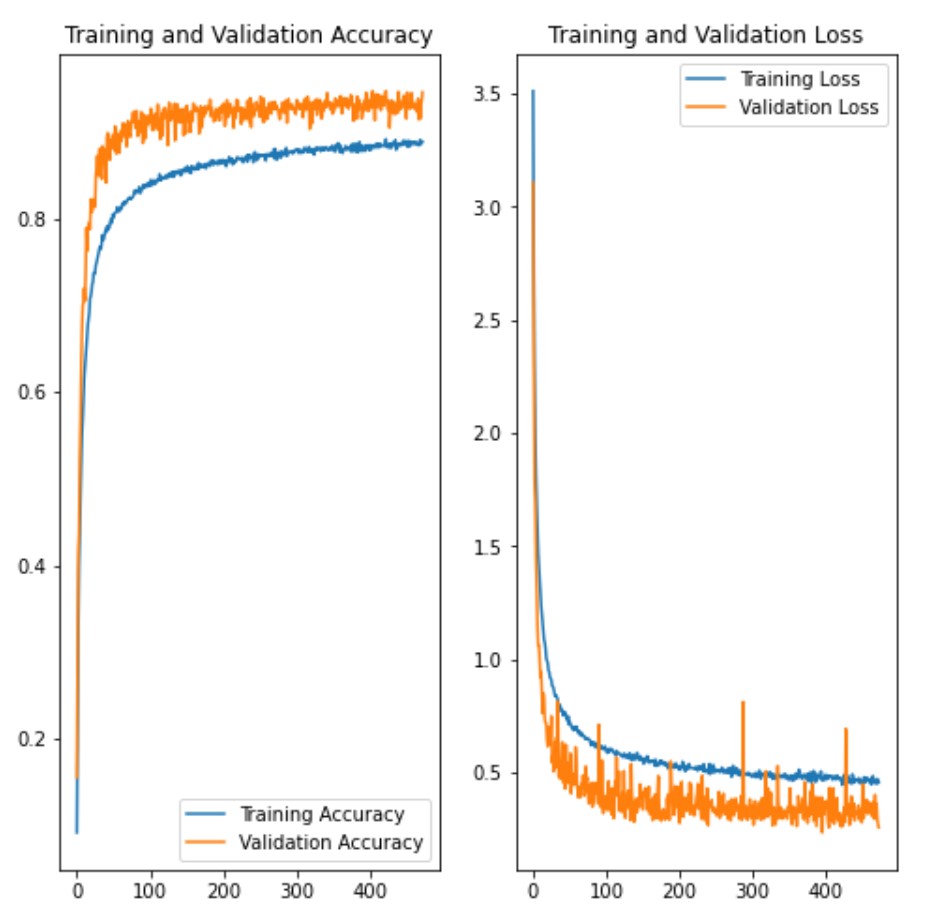 Training and Validation Accuracy
0.8
0.6
0.4
0.2
Training Accuracy
Validation Accuracy
0 100 200 300 400
Training and Validation Loss
Training Loss
Validation Loss
3.5
3.0
2.5
2.0
1.5
1.0
0.5
0 100 200 300 400